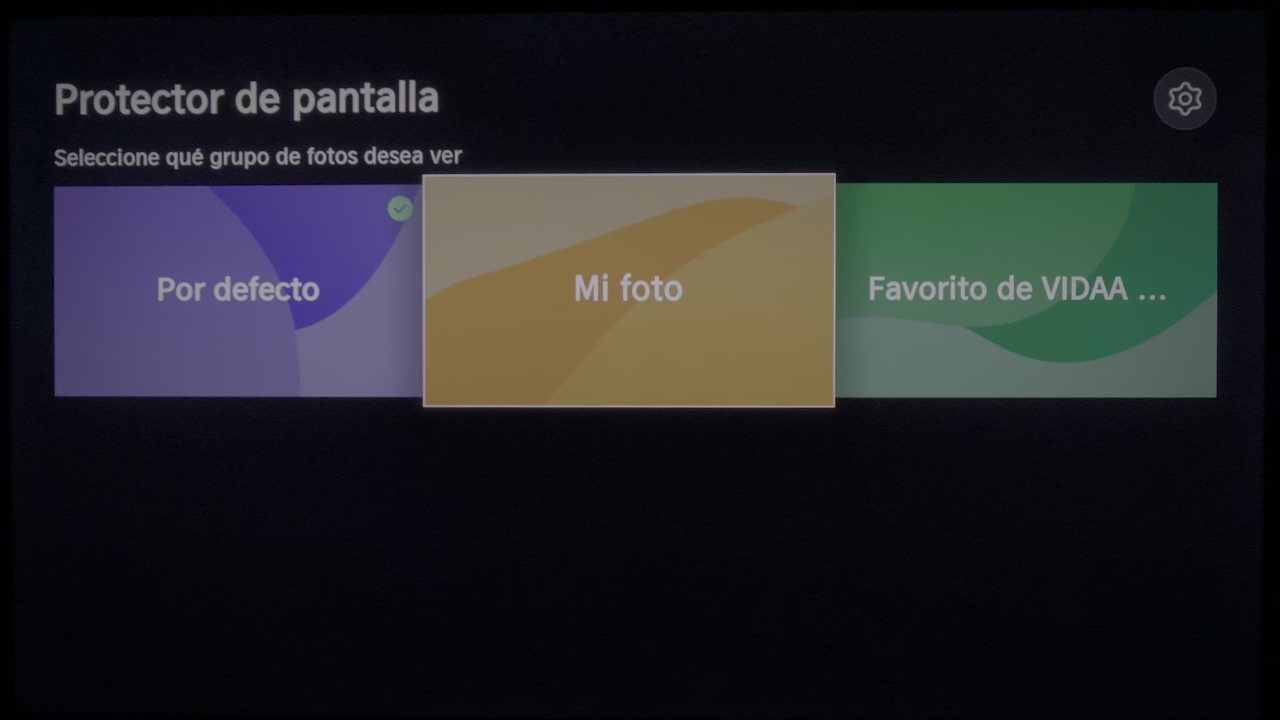 Protector de pantalla
Seleccione qué grupo de fotos desea ver
Por defecto
Mi foto
Favorito de VIDAA ...